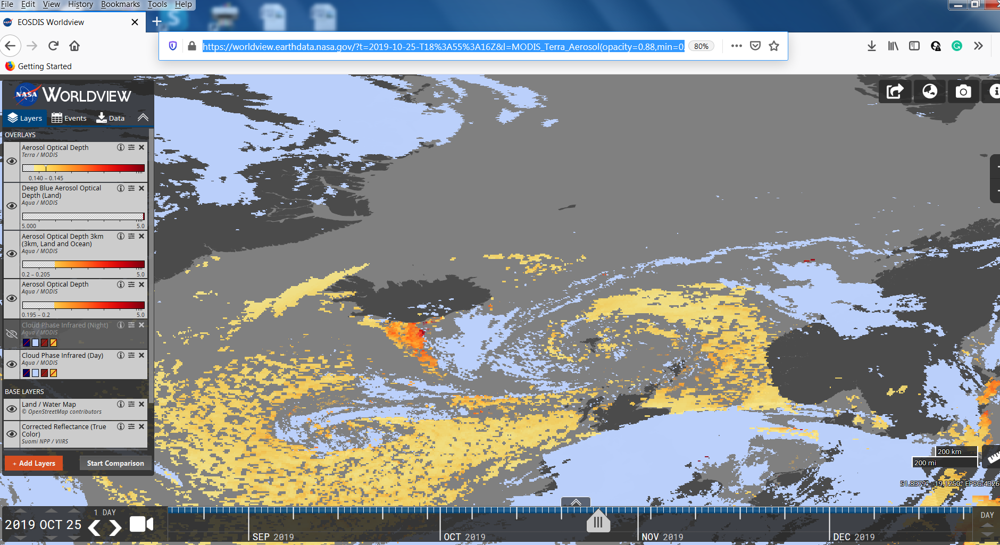 File Edit View History Bookmarks Tools Help
EOSDIS Worldview
https://worldview.earthdata.nasa.gov/?t=2019-10-25-T18%3A55%3A16Z&l=MODIS_Terra_Aerosol(opacity=0.88,min=0.
80%
Getting Started
NASA WORLDVIEW
Layers Events Data
OVERLAYS
Aerosol Optical Depth
Terra / MODIS
0.140 – 0.145
Deep Blue Aerosol Optical
Depth (Land)
Aqua / MODIS
5.000 5.0
Aerosol Optical Depth 3km
(3km, Land and Ocean)
Aqua / MODIS
0.2 – 0.205 5.0
Aerosol Optical Depth
Aqua / MODIS
0.195 – 0.2 5.0
Cloud Phase Infrared (Night)
Aqua / MODIS
Cloud Phase Infrared (Day)
Aqua / MODIS
BASE LAYERS
Land / Water Map
© OpenStreetMap contributors
Corrected Reflectance (True
Color)
Suomi NPP / VIIRS
+ Add Layers Start Comparison
200 km
200 mi
51.8379°, -19.1250° EPSG:4326
1 DAY
2019 OCT 25
SEP 2019 OCT 2019 NOV 2019 DEC 2019
DAY